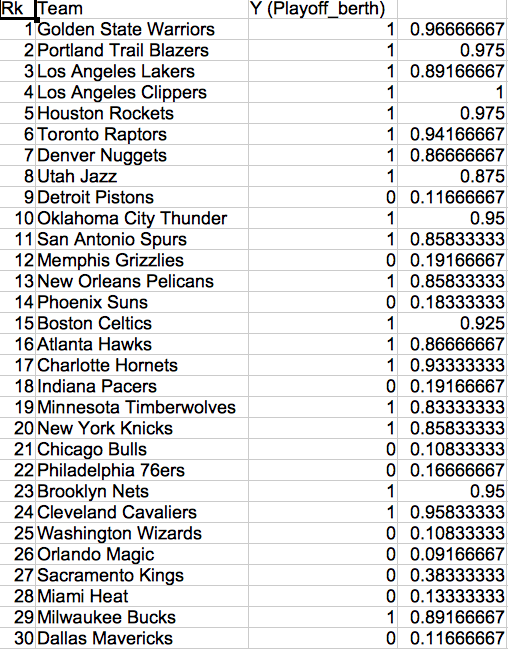 Rk Team Y (Playoff_berth)
1 Golden State Warriors 1 0.96666667
2 Portland Trail Blazers 1 0.975
3 Los Angeles Lakers 1 0.89166667
4 Los Angeles Clippers 1 1
5 Houston Rockets 1 0.975
6 Toronto Raptors 1 0.94166667
7 Denver Nuggets 1 0.86666667
8 Utah Jazz 1 0.875
9 Detroit Pistons 0 0.11666667
10 Oklahoma City Thunder 1 0.95
11 San Antonio Spurs 1 0.85833333
12 Memphis Grizzlies 0 0.19166667
13 New Orleans Pelicans 1 0.85833333
14 Phoenix Suns 0 0.18333333
15 Boston Celtics 1 0.925
16 Atlanta Hawks 1 0.86666667
17 Charlotte Hornets 1 0.93333333
18 Indiana Pacers 0 0.19166667
19 Minnesota Timberwolves 1 0.83333333
20 New York Knicks 1 0.85833333
21 Chicago Bulls 0 0.10833333
22 Philadelphia 76ers 0 0.16666667
23 Brooklyn Nets 1 0.95
24 Cleveland Cavaliers 1 0.95833333
25 Washington Wizards 0 0.10833333
26 Orlando Magic 0 0.09166667
27 Sacramento Kings 0 0.38333333
28 Miami Heat 0 0.13333333
29 Milwaukee Bucks 1 0.89166667
30 Dallas Mavericks 0 0.11666667